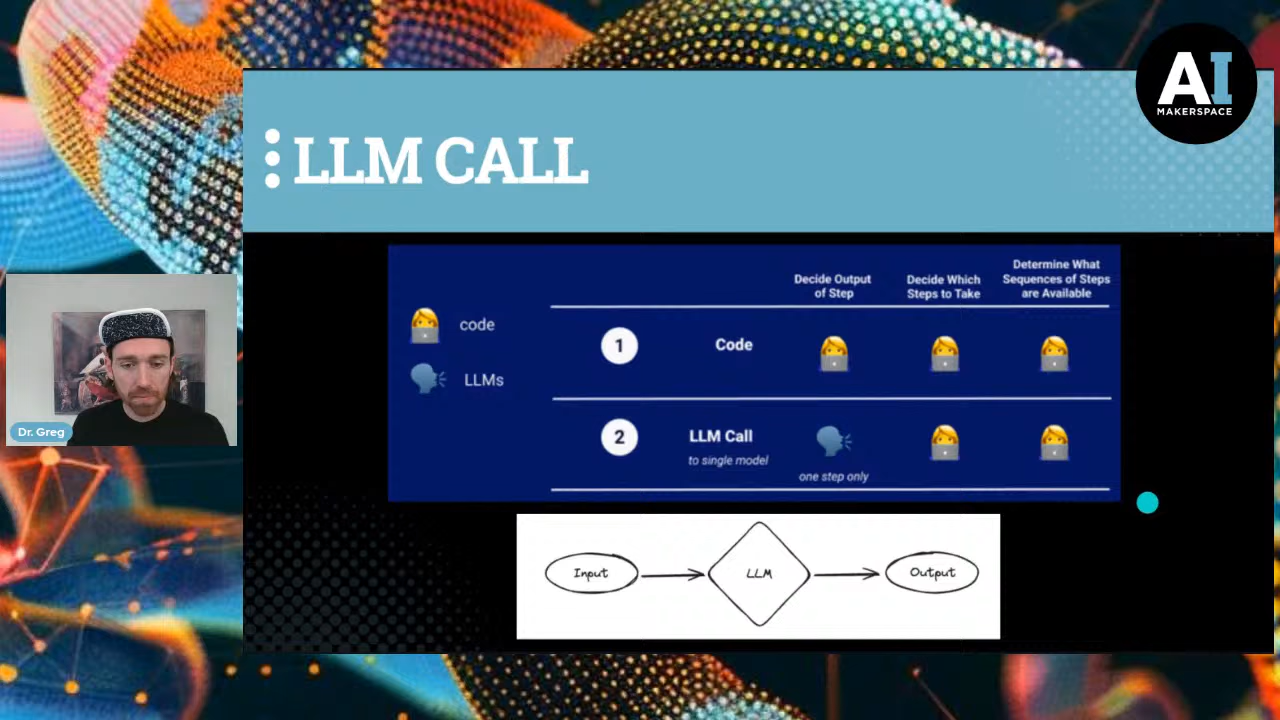 AI
MAKERSPACE
LLM CALL
Decide Output
of Step
Decide Which
Steps to Take
Determine What
Sequences of Steps
are Available
code
LLMs
1
Code
2
LLM Call
to single model
one step only
Dr. Greg
Input
LLM
Output